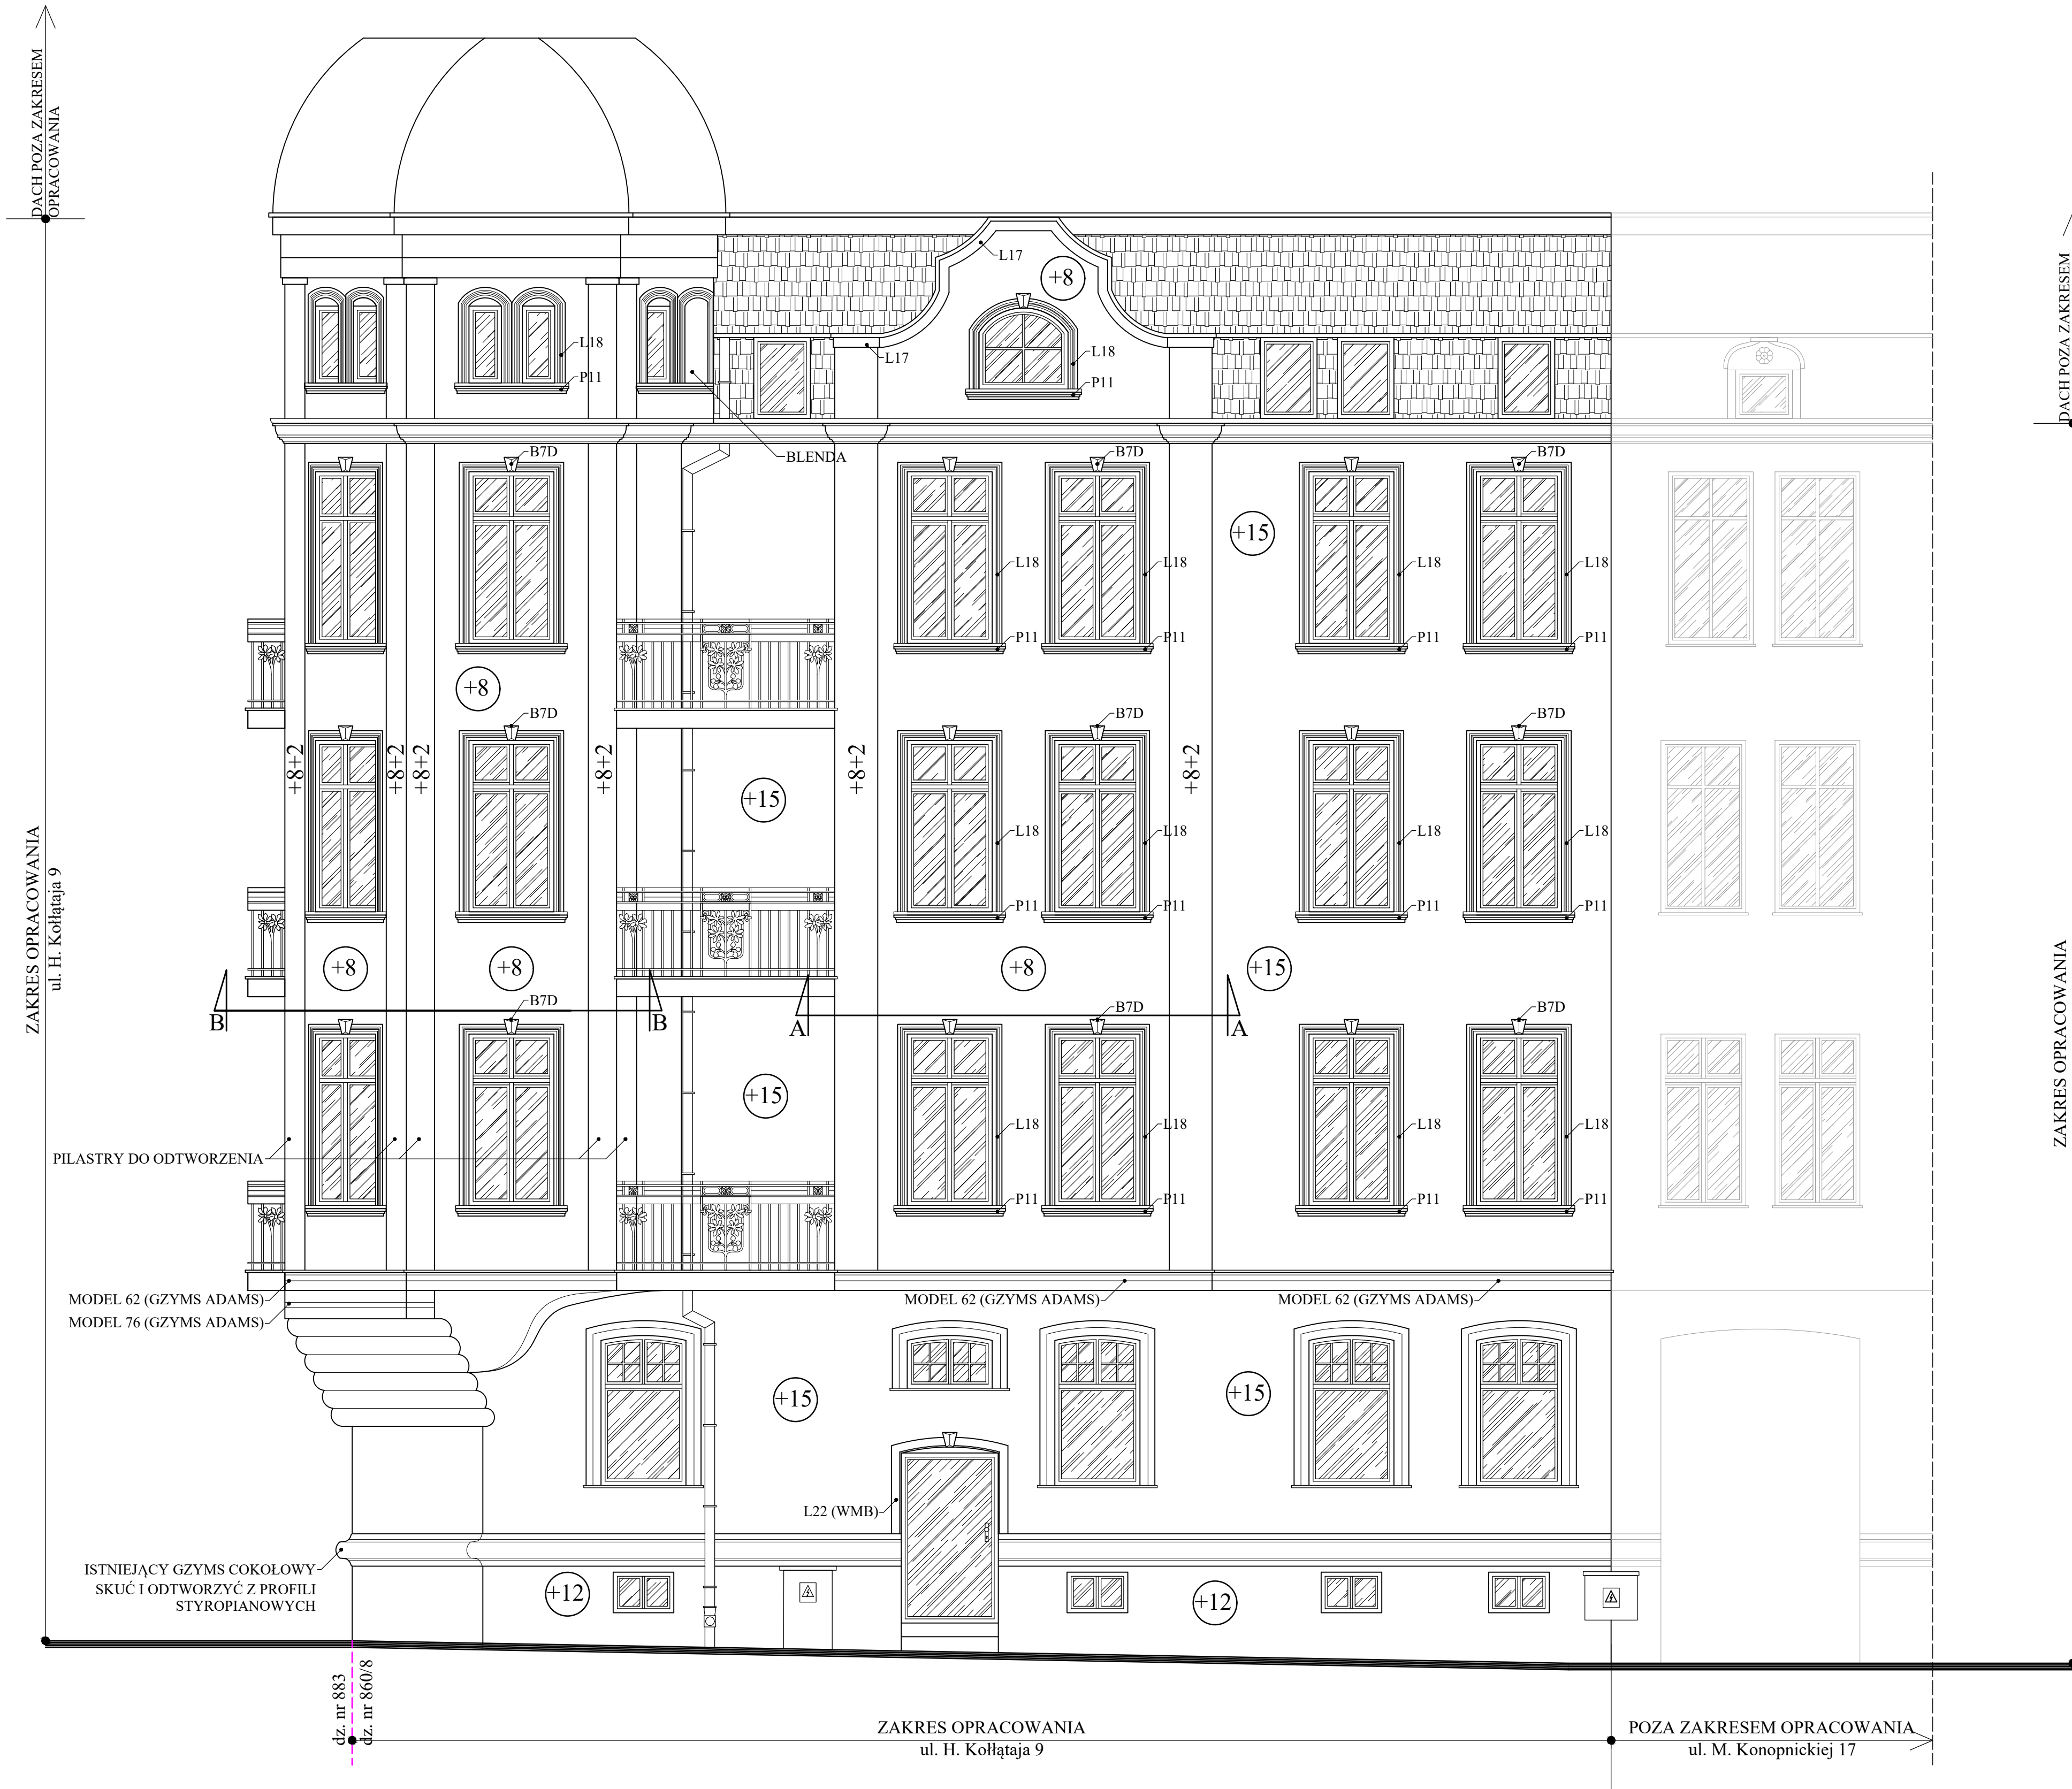 DACH POZA ZAKRESEM
OPRACOWANIA
L17
+8
L18
L17
L18
P11
P11
DACH POZA ZAKRESEM
B7D
BLENDA
B7D
B7D
+15
L18
L18
L18
L18
P11
P11
P11
P11
+8
B7D
B7D
B7D
+8+2
+8+2
+8+2
+8+2
+8+2
+8+2
+15
L18
L18
L18
L18
P11
P11
P11
P11
ZAKRES OPRACOWANIA
ul. H. Kołłątaja 9
ZAKRES OPRACOWANIA
+8
+8
+8
+15
B7D
B7D
B7D
B
B
A
A
+15
L18
L18
L18
L18
PILASTRY DO ODTWORZENIA
P11
P11
P11
P11
MODEL 62 (GZYMS ADAMS)
MODEL 62 (GZYMS ADAMS)
MODEL 62 (GZYMS ADAMS)
MODEL 76 (GZYMS ADAMS)
+15
+15
L22 (WMB)
ISTNIEJĄCY GZYMS COKOŁOWY
SKUĆ I ODTWORZYĆ Z PROFILI
STYROPIANOWYCH
+12
+12
dz. nr 883
dz. nr 860/8
ZAKRES OPRACOWANIA
ul. H. Kołłątaja 9
POZA ZAKRESEM OPRACOWANIA
ul. M. Konopnickiej 17